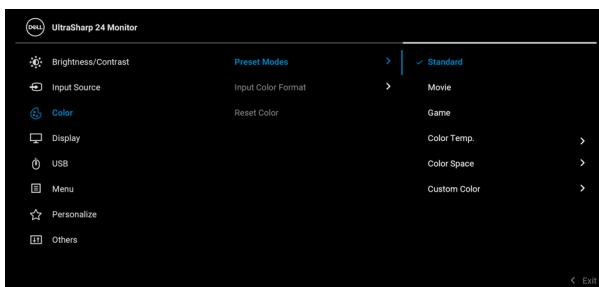 DELL UltraSharp 24 Monitor
Brightness/Contrast Preset Modes Standard
Input Source Input Color Format Movie
Color Reset Color Game
Display Color Temp.
USB Color Space
Menu Custom Color
Personalize
Others
Exit